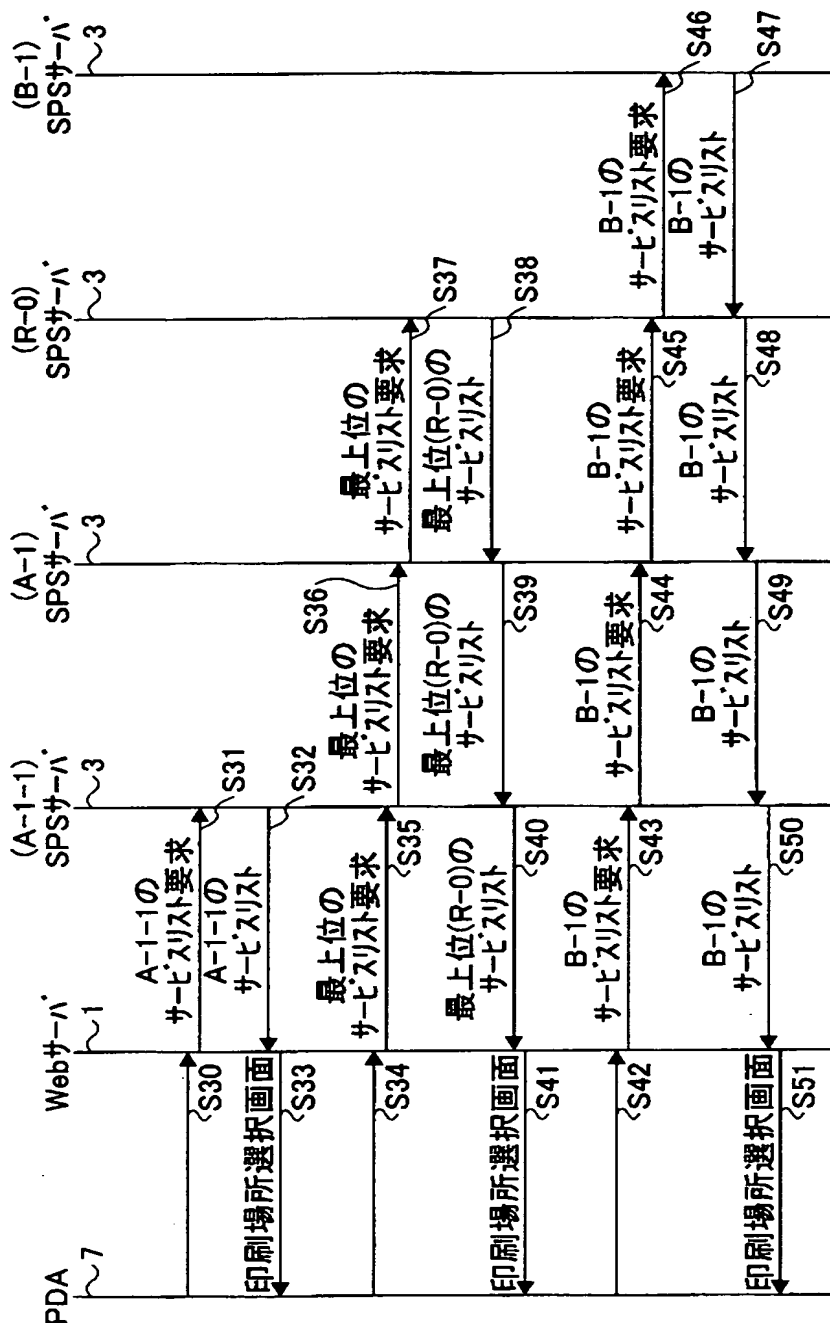 PDA
7
Webサーバ
1
(A-1-1)
SPSサーバ
3
(A-1)
SPSサーバ
3
(R-0)
SPSサーバ
3
(B-1)
SPSサーバ
3
S30
A-1-1の
サービスリスト要求
S31
A-1-1の
サービスリスト
S32
印刷場所選択画面
S33
S34
最上位の
サービスリスト要求
S35
最上位の
サービスリスト要求
S36
最上位の
サービスリスト要求
S37
最上位(R-0)の
サービスリスト
S38
最上位(R-0)の
サービスリスト
S39
最上位(R-0)の
サービスリスト
S40
印刷場所選択画面
S41
S42
B-1の
サービスリスト要求
S43
B-1の
サービスリスト要求
S44
B-1の
サービスリスト要求
S45
B-1の
サービスリスト要求
S46
B-1の
サービスリスト
S47
B-1の
サービスリスト
S48
B-1の
サービスリスト
S49
B-1の
サービスリスト
S50
印刷場所選択画面
S51